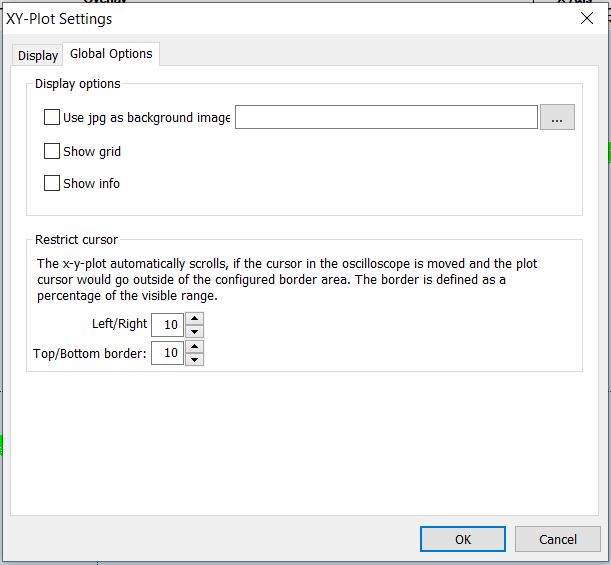 XY-Plot Settings
Display
Global Options
Display options
Use jpg as background image
...
Show grid
Show info
Restrict cursor
The x-y-plot automatically scrolls, if the cursor in the oscilloscope is moved and the plot
cursor would go outside of the configured border area. The border is defined as a
percentage of the visible range.
Left/Right 10
Top/Bottom border: 10
OK
Cancel